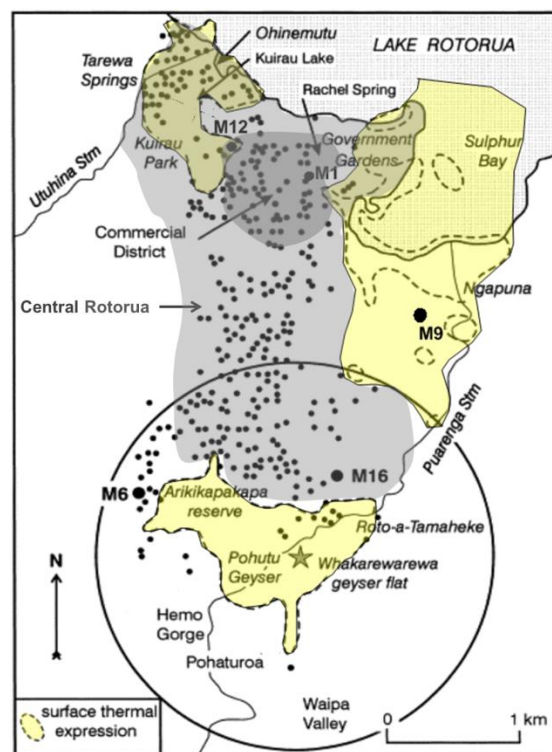 LAKE ROTORUA
Ohinemutu
Tarewa
Springs
Kuirau Lake
Rachel Spring
M12
Government
Gardens
Sulphur
Bay
Kuirau
Park
M1
Utuhina Stm
Commercial
District
Central Rotorua
Ngapuna
M9
Puarenga Stm
M16
M6
Arikikapakapa
reserve
Roto-a-Tamaheke
N
Pohutu
Geyser
Whakarewarewa
geyser flat
Hemo
Gorge
Pohaturoa
Waipa
Valley
surface thermal
expression
0 1 km